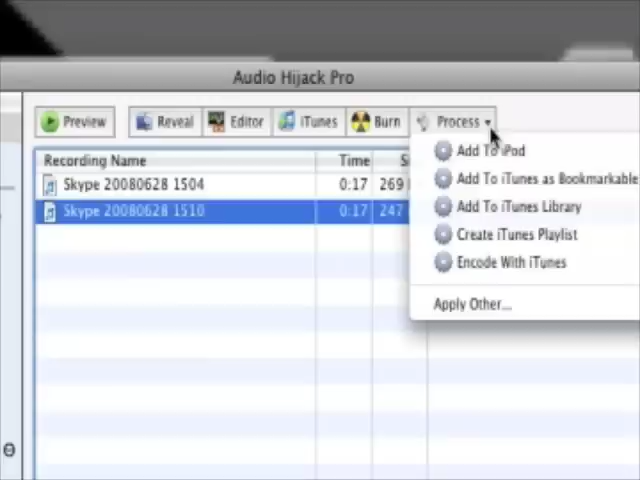 Audio Hijack Pro
Preview Reveal Editor iTunes Burn Process
Recording Name Time S
Skype 20080628 1504 0:17 269
Skype 20080628 1510 0:17 247
Add To iPod
Add To iTunes as Bookmarkable
Add To iTunes Library
Create iTunes Playlist
Encode With iTunes
Apply Other...